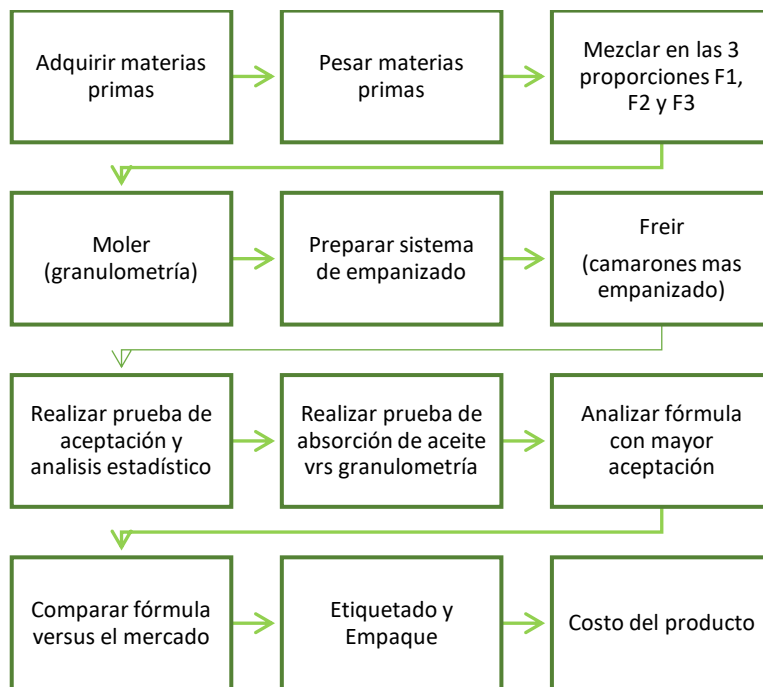 Adquirir materias
primas
Pesar materias
primas
Mezclar en las 3
proporciones F1,
F2 y F3
Moler
(granulometría)
Preparar sistema
de empanizado
Freir
(camarones mas
empanizado)
Realizar prueba de
aceptación y
analisis estadístico
Realizar prueba de
absorción de aceite
vrs granulometría
Analizar fórmula
con mayor
aceptación
Comparar fórmula
versus el mercado
Etiquetado y
Empaque
Costo del producto